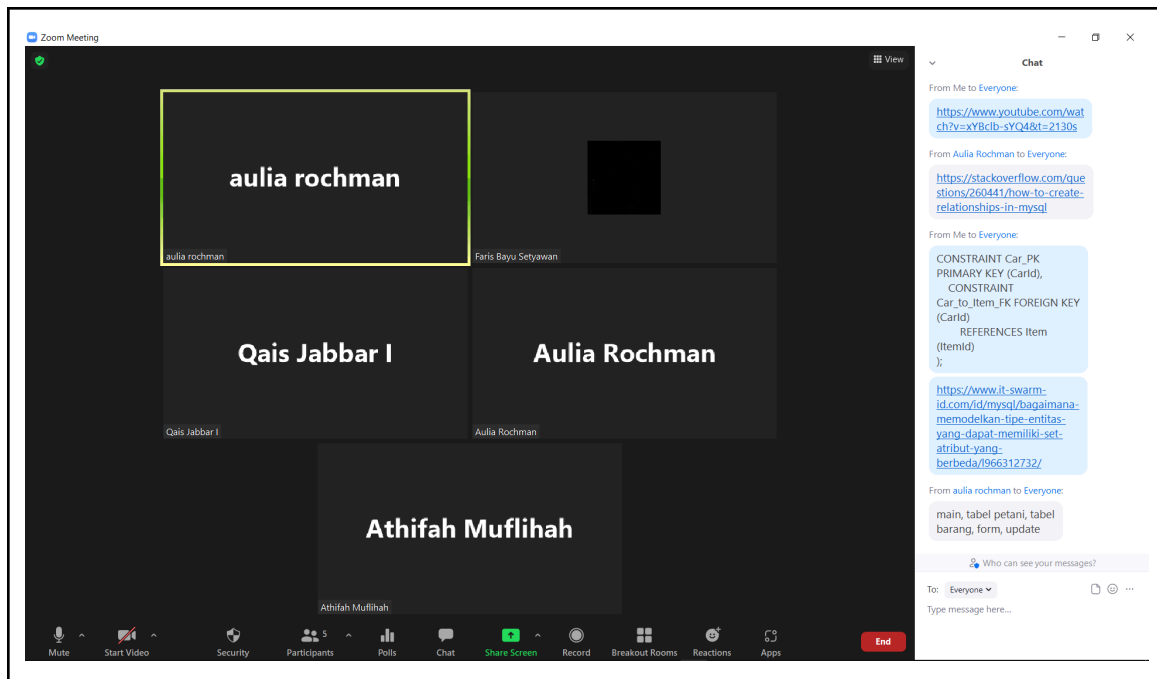 Zoom Meeting
View
aulia rochman
aulia rochman
Faris Bayu Setyawan
Qais Jabbar I
Qais Jabbar I
Aulia Rochman
Aulia Rochman
Athifah Muflihah
Athifah Muflihah
Mute
Start Video
Security
5
Participants
Polls
Chat
Share Screen
Record
Breakout Rooms
Reactions
Apps
End
Chat
From Me to Everyone:
https://www.youtube.com/wat
ch?v=xYBclb-sYQ4&t=2130s
From Aulia Rochman to Everyone:
https://stackoverflow.com/que
stions/260441/how-to-create-
relationships-in-mysql
From Me to Everyone:
CONSTRAINT Car_PK
PRIMARY KEY (CarId),
CONSTRAINT
Car_to_Item_FK FOREIGN KEY
(CarId)
REFERENCES Item
(ItemId)
);
https://www.it-swarm-
id.com/id/mysql/bagaimana-
memodelkan-tipe-entitas-
yang-dapat-memiliki-set-
atribut-yang-
berbeda/l966312732/
From aulia rochman to Everyone:
main, tabel petani, tabel
barang, form, update
Who can see your messages?
To: Everyone
Type message here...